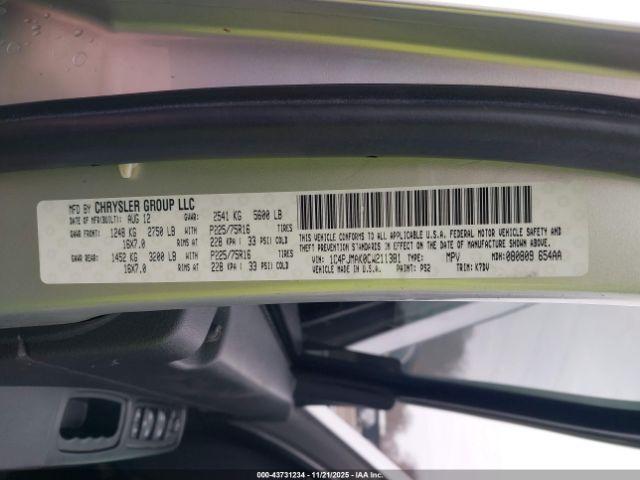 MFD BY CHRYSLER GROUP LLC
DATE OF MFR(BUILT): AUG 12 GVWR: 2541 KG 5600 LB
GAWR FRONT: 1248 KG 2750 LB WITH P225/75R16 TIRES
16X7.0 RIMS AT 228 KPA ( 33 PSI) COLD
GAWR REAR: 1452 KG 3200 LB WITH P225/75R16 TIRES
16X7.0 RIMS AT 228 KPA ( 33 PSI) COLD
THIS VEHICLE CONFORMS TO ALL APPLICABLE U.S.A. FEDERAL MOTOR VEHICLE SAFETY,
BUMPER AND THEFT PREVENTION STANDARDS IN EFFECT ON THE DATE OF MFR SHOWN ABOVE.
VIN: 1C4PJMAK0CW211381 TYPE: MPV MDH:080809 654AA
VEHICLE MADE IN U.S.A. PAINT: PS2 TRIM: K7DV
000-43731234 | 11/21/2025 - IAA Inc.